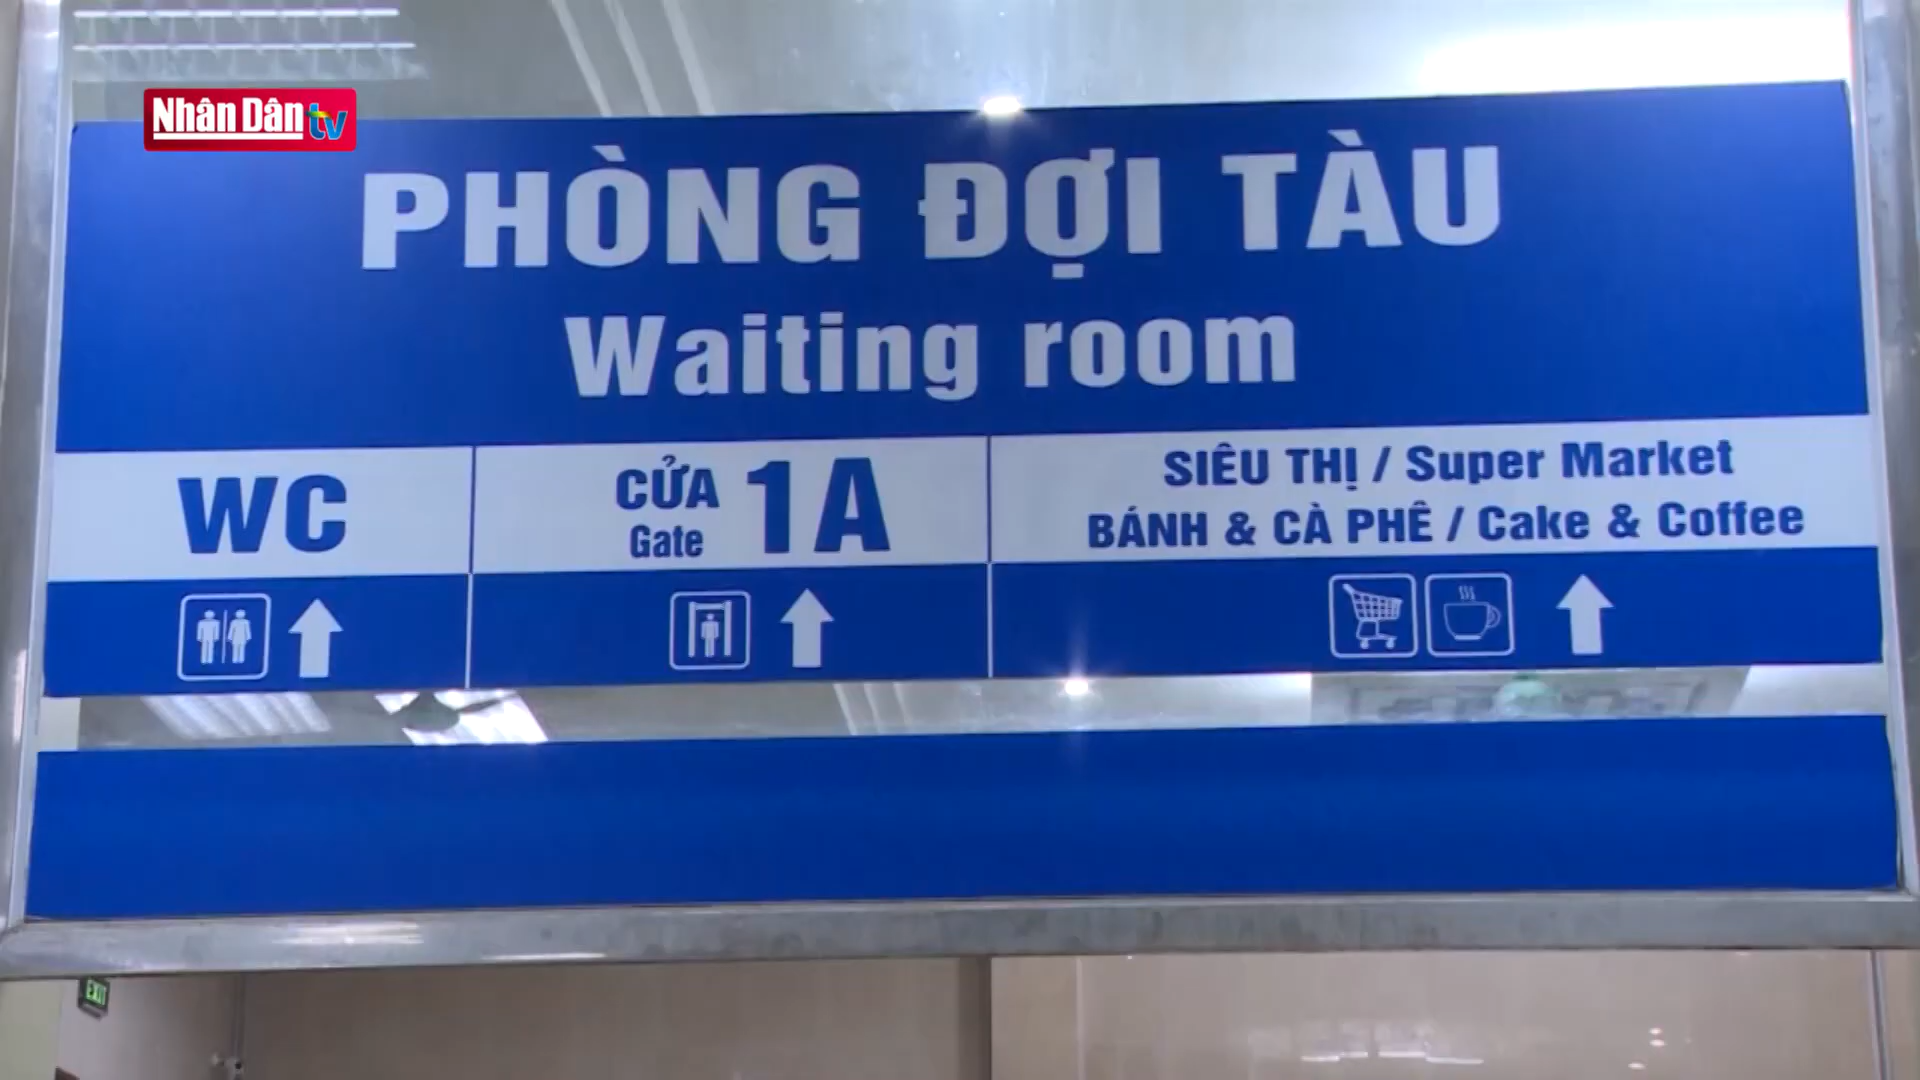 Nhân Dân tv
PHÒNG ĐỢI TÀU
Waiting room
WC
CỬA
Gate
1A
SIÊU THỊ / Super Market
BÁNH & CÀ PHÊ / Cake & Coffee
EXIT